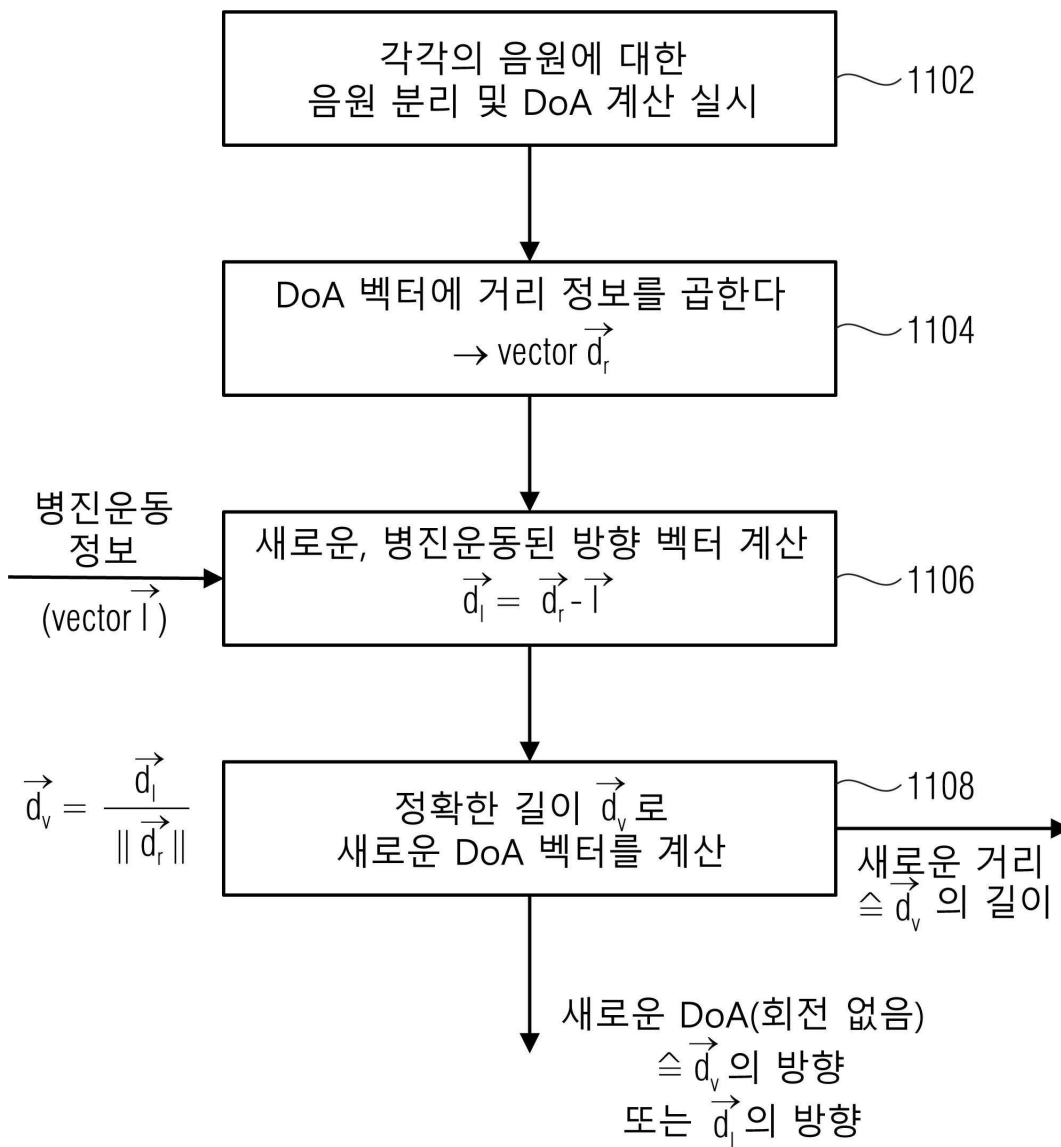 각각의 음원에 대한
음원 분리 및 DoA 계산 실시
1102
DoA 벡터에 거리 정보를 곱한다
→ vector d⃗ᵣ
1104
병진운동
정보
(vector l⃗ )
새로운, 병진운동된 방향 벡터 계산
d⃗ₗ = d⃗ᵣ - l⃗
1106
d⃗ᵥ = d⃗ₗ / || d⃗ᵣ ||
정확한 길이 d⃗ᵥ 로
새로운 DoA 벡터를 계산
1108
새로운 거리
≙ d⃗ᵥ 의 길이
새로운 DoA(회전 없음)
≙ d⃗ᵥ 의 방향
또는 d⃗ₗ 의 방향